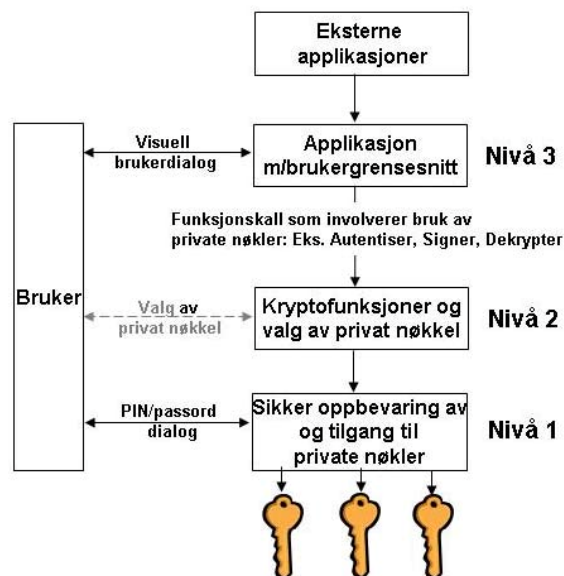 Eksterne
applikasjoner
Visuell
brukerdialog
Applikasjon
m/brukergrensesnitt
Nivå 3
Funksjonskall som involverer bruk av
private nøkler: Eks. Autentiser, Signer, Dekrypter
Bruker
Valg av
privat nøkkel
Kryptofunksjoner og
valg av privat nøkkel
Nivå 2
PIN/passord
dialog
Sikker oppbevaring av
og tilgang til
private nøkler
Nivå 1